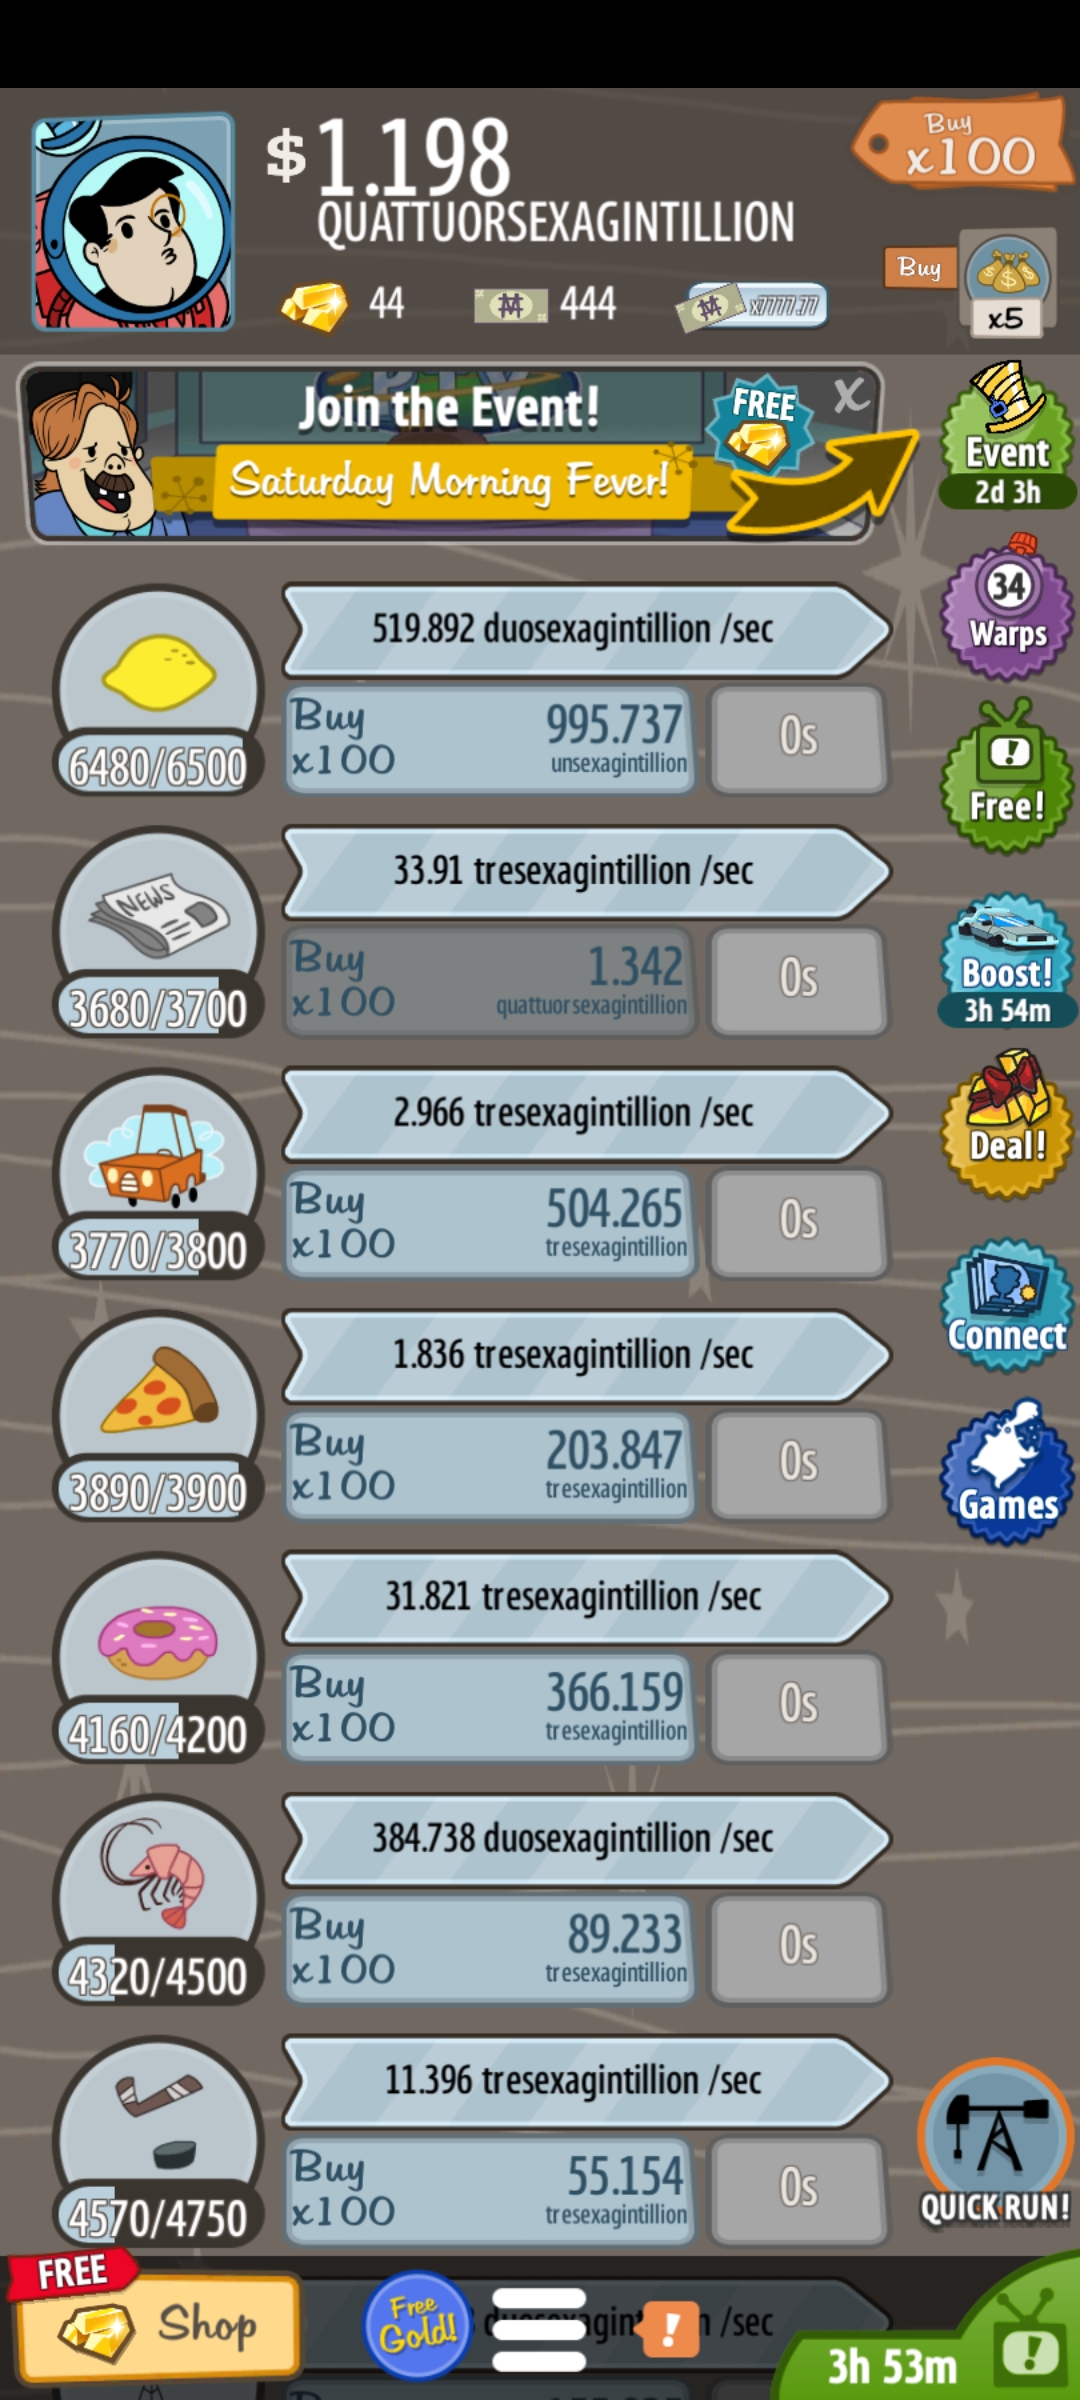 $1.198
QUATTUORSEXAGINTILLION
Buy
x100
44
444
x7777.77
Buy
x5
Join the Event!
FREE
X
Saturday Morning Fever!
Event
2d 3h
34
Warps
Free!
Boost!
3h 54m
Deal!
Connect
Games
519.892 duosexagintillion /sec
6480/6500
Buy
x100
995.737
unsexagintillion
0s
33.91 tresexagintillion /sec
NEWS
3680/3700
Buy
x100
1.342
quattuorsexagintillion
0s
2.966 tresexagintillion /sec
3770/3800
Buy
x100
504.265
tresexagintillion
0s
1.836 tresexagintillion /sec
3890/3900
Buy
x100
203.847
tresexagintillion
0s
31.821 tresexagintillion /sec
4160/4200
Buy
x100
366.159
tresexagintillion
0s
384.738 duosexagintillion /sec
4320/4500
Buy
x100
89.233
tresexagintillion
0s
11.396 tresexagintillion /sec
4570/4750
Buy
x100
55.154
tresexagintillion
0s
QUICK RUN!
FREE
Shop
Free
Gold!
!
/sec
3h 53m
!